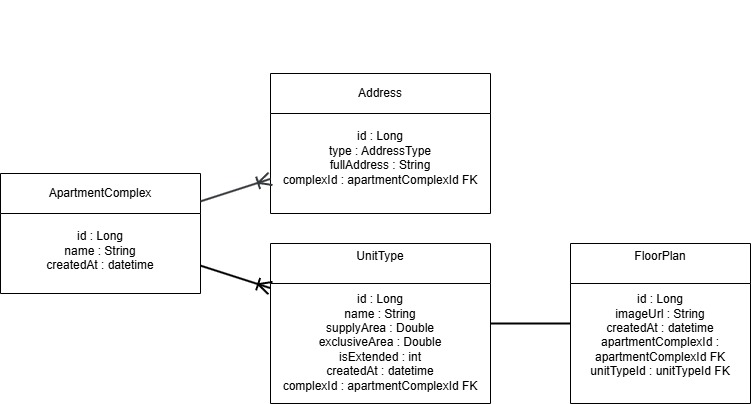 Address
id : Long
type : AddressType
fullAddress : String
complexId : apartmentComplexId FK
ApartmentComplex
id : Long
name : String
createdAt : datetime
UnitType
id : Long
name : String
supplyArea : Double
exclusiveArea : Double
isExtended : int
createdAt : datetime
complexId : apartmentComplexId FK
FloorPlan
id : Long
imageUrl : String
createdAt : datetime
apartmentComplexId :
apartmentComplexId FK
unitTypeId : unitTypeId FK